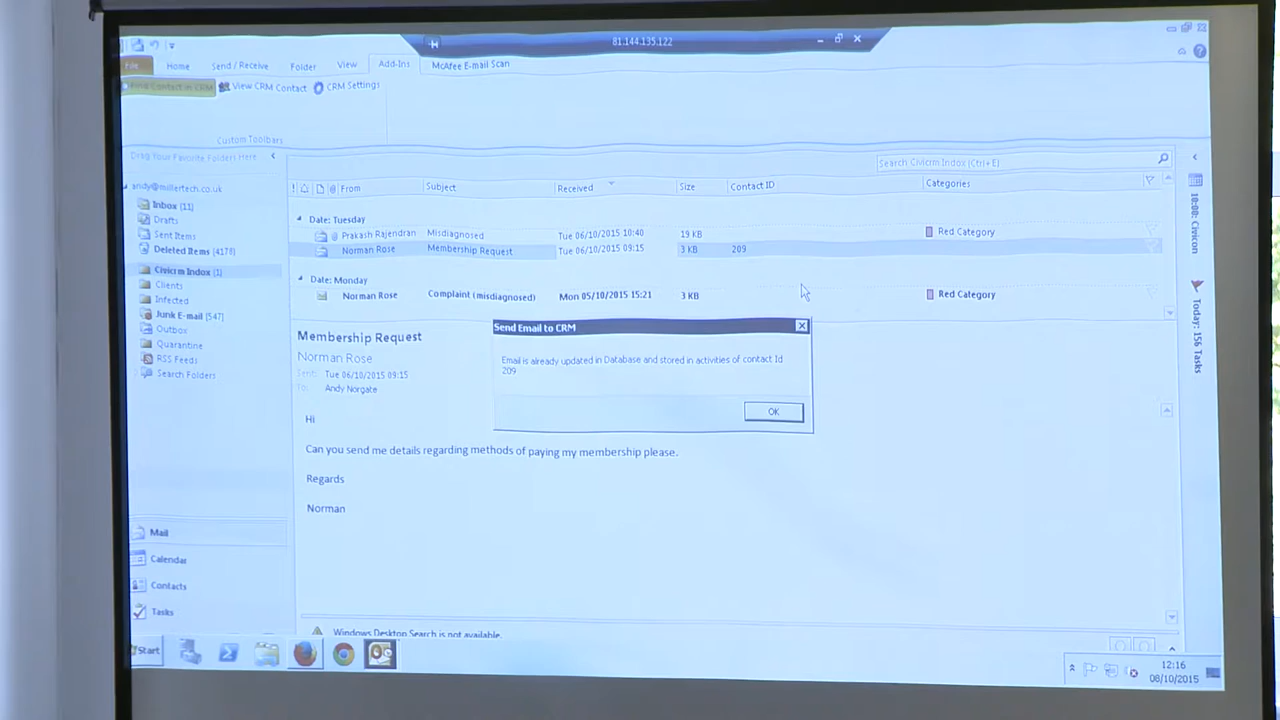 81.144.135.122
File Home Send / Receive Folder View Add-Ins McAfee E-mail Scan
Find Contact in CRM View CRM Contact CRM Settings
Custom Toolbars
Drag Your Favorite Folders Here
Search Civicrm Indox (Ctrl+E)
From Subject Received Size Contact ID Categories
andy@millertech.co.uk
Inbox (11)
Drafts
Sent Items
Deleted Items (4178)
Civicrm Indox (1)
Clients
Infected
Junk E-mail [547]
Outbox
Quarantine
RSS Feeds
Search Folders
Date: Tuesday
Prakash Rajendran Misdiagnosed Tue 06/10/2015 10:40 19 KB Red Category
Norman Rose Membership Request Tue 06/10/2015 09:15 3 KB 209
Date: Monday
Norman Rose Complaint (misdiagnosed) Mon 05/10/2015 15:21 3 KB Red Category
Membership Request
Norman Rose
Sent: Tue 06/10/2015 09:15
To: Andy Norgate
Hi
Can you send me details regarding methods of paying my membership please.
Regards
Norman
Send Email to CRM
Email is already updated in Database and stored in activities of contact Id
209
OK
18:08: Civicon
Today: 156 Tasks
Mail
Calendar
Contacts
Tasks
Windows Desktop Search is not available.
Start
12:16
08/10/2015